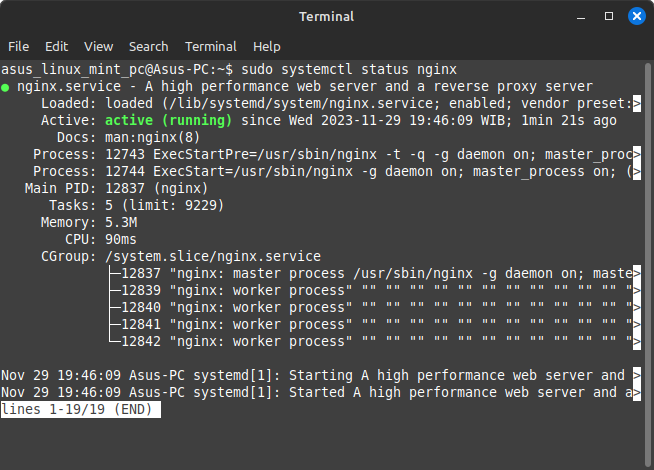 Terminal
File Edit View Search Terminal Help
asus_linux_mint_pc@Asus-PC:~$ sudo systemctl status nginx
● nginx.service - A high performance web server and a reverse proxy server
     Loaded: loaded (/lib/systemd/system/nginx.service; enabled; vendor preset:>
     Active: active (running) since Wed 2023-11-29 19:46:09 WIB; 1min 21s ago
       Docs: man:nginx(8)
    Process: 12743 ExecStartPre=/usr/sbin/nginx -t -q -g daemon on; master_proc>
    Process: 12744 ExecStart=/usr/sbin/nginx -g daemon on; master_process on; (>
   Main PID: 12837 (nginx)
      Tasks: 5 (limit: 9229)
     Memory: 5.3M
        CPU: 90ms
     CGroup: /system.slice/nginx.service
             ├─12837 "nginx: master process /usr/sbin/nginx -g daemon on; maste>
             ├─12839 "nginx: worker process" "" "" "" "" "" "" "" "" "" "" "" ">
             ├─12840 "nginx: worker process" "" "" "" "" "" "" "" "" "" "" "" ">
             ├─12841 "nginx: worker process" "" "" "" "" "" "" "" "" "" "" "" ">
             └─12842 "nginx: worker process" "" "" "" "" "" "" "" "" "" "" "" ">
Nov 29 19:46:09 Asus-PC systemd[1]: Starting A high performance web server and >
Nov 29 19:46:09 Asus-PC systemd[1]: Started A high performance web server and a>
lines 1-19/19 (END)